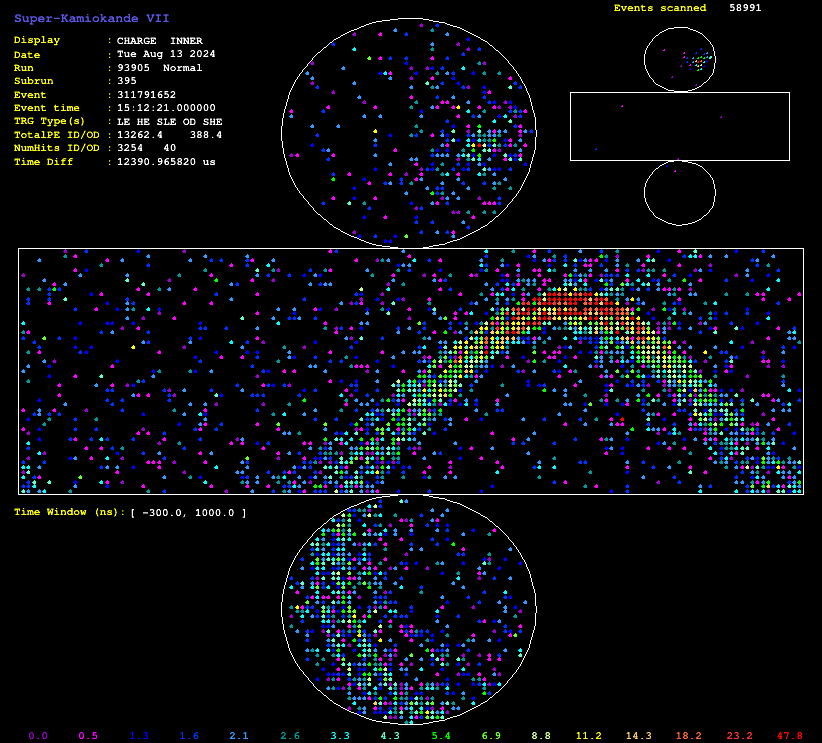 Super-Kamiokande VII
Events scanned 58991
Display : CHARGE INNER
Date : Tue Aug 13 2024
Run : 93905 Normal
Subrun : 395
Event : 311791652
Event time : 15:12:21.000000
TRG Type(s) : LE HE SLE OD SHE
TotalPE ID/OD : 13262.4 388.4
NumHits ID/OD : 3254 40
Time Diff : 12390.965820 us
Time Window (ns): [ -300.0, 1000.0 ]
0.0 0.5 1.3 1.6 2.1 2.6 3.3 4.3 5.4 6.9 8.8 11.2 14.3 18.2 23.2 47.8